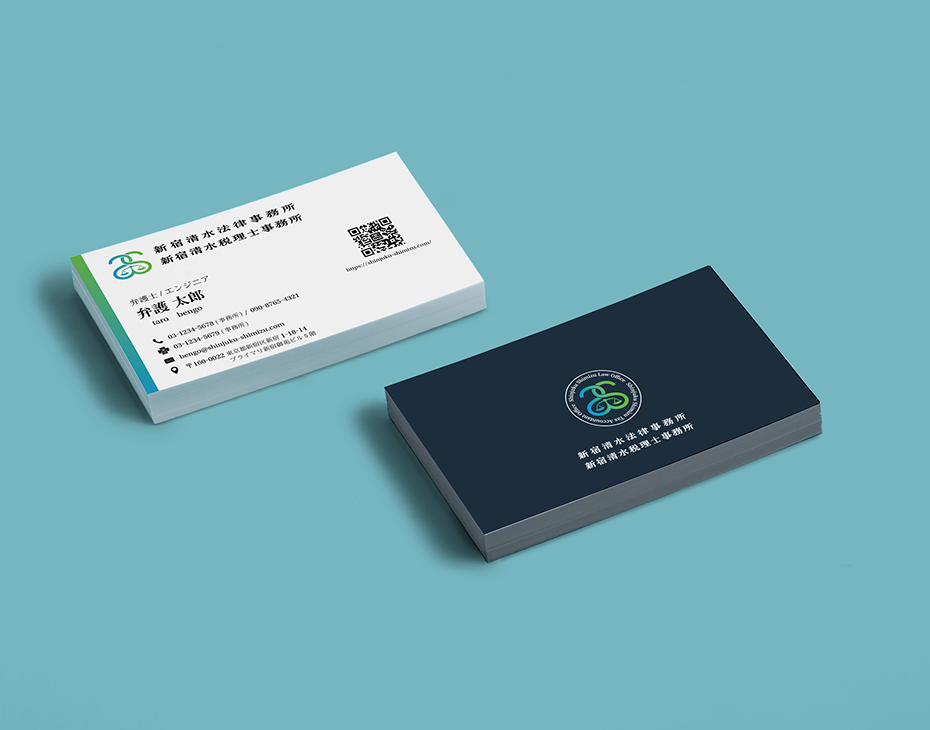 新宿清水法律事務所
新宿清水税理士事務所
https://shinjuku-shimizu.com/
弁護士 / エンジニア
弁護 太郎
taro bengo
03-1234-5678 ( 事務所 ) / 090-8765-4321
03-1234-5679 ( 事務所 )
bengo@shinjuku-shimizu.com
〒160-0022 東京都新宿区新宿 1-18-14
プライマリ新宿御苑ビル 5 階
Shinjuku Shimizu Law Office
Shinjuku Shimizu Tax Accountant Office
新宿清水法律事務所
新宿清水税理士事務所